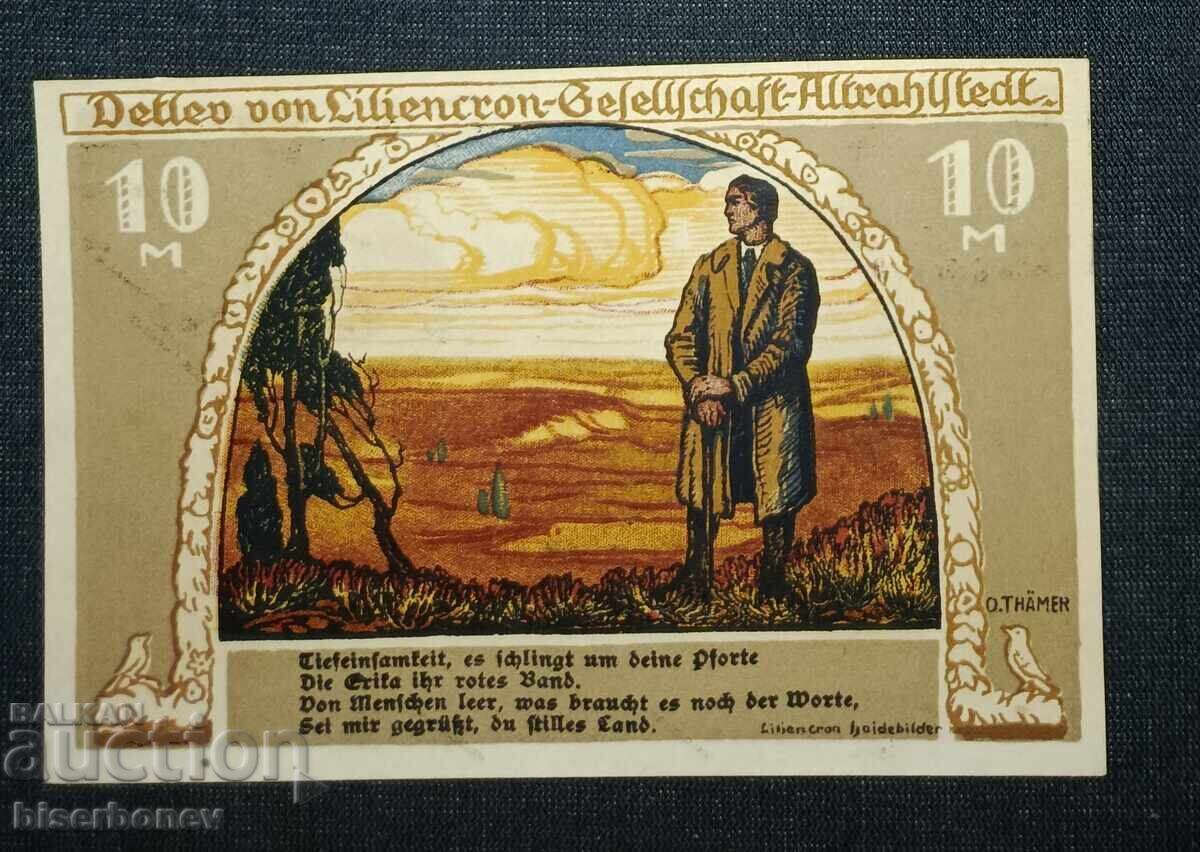 Detlev von Liliencron-Gesellschaft-Altrahlstedt.
10 M
10 M
O.THÄMER
Tiefeinsamkeit, es schlingt um deine Pforte
Die Erika ihr rotes Band.
Von Menschen leer, was braucht es noch der Worte,
Sei mir gegrüßt, du stilles Land.
Liliencron Haidebilder
BALKAN
auction
biserbonev